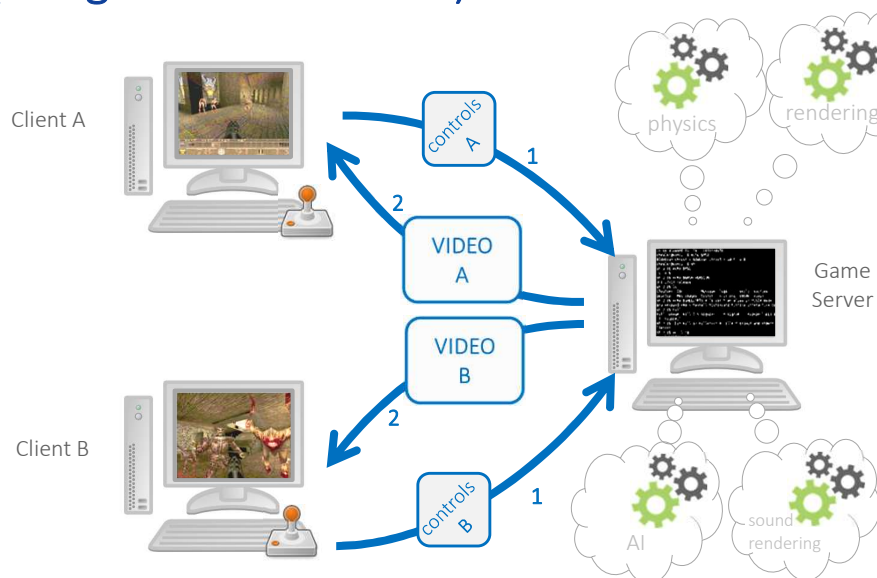 Client A
controls
A
1
2
VIDEO
A
physics
rendering
Game
Server
VIDEO
B
2
Client B
controls
B
1
AI
sound
rendering